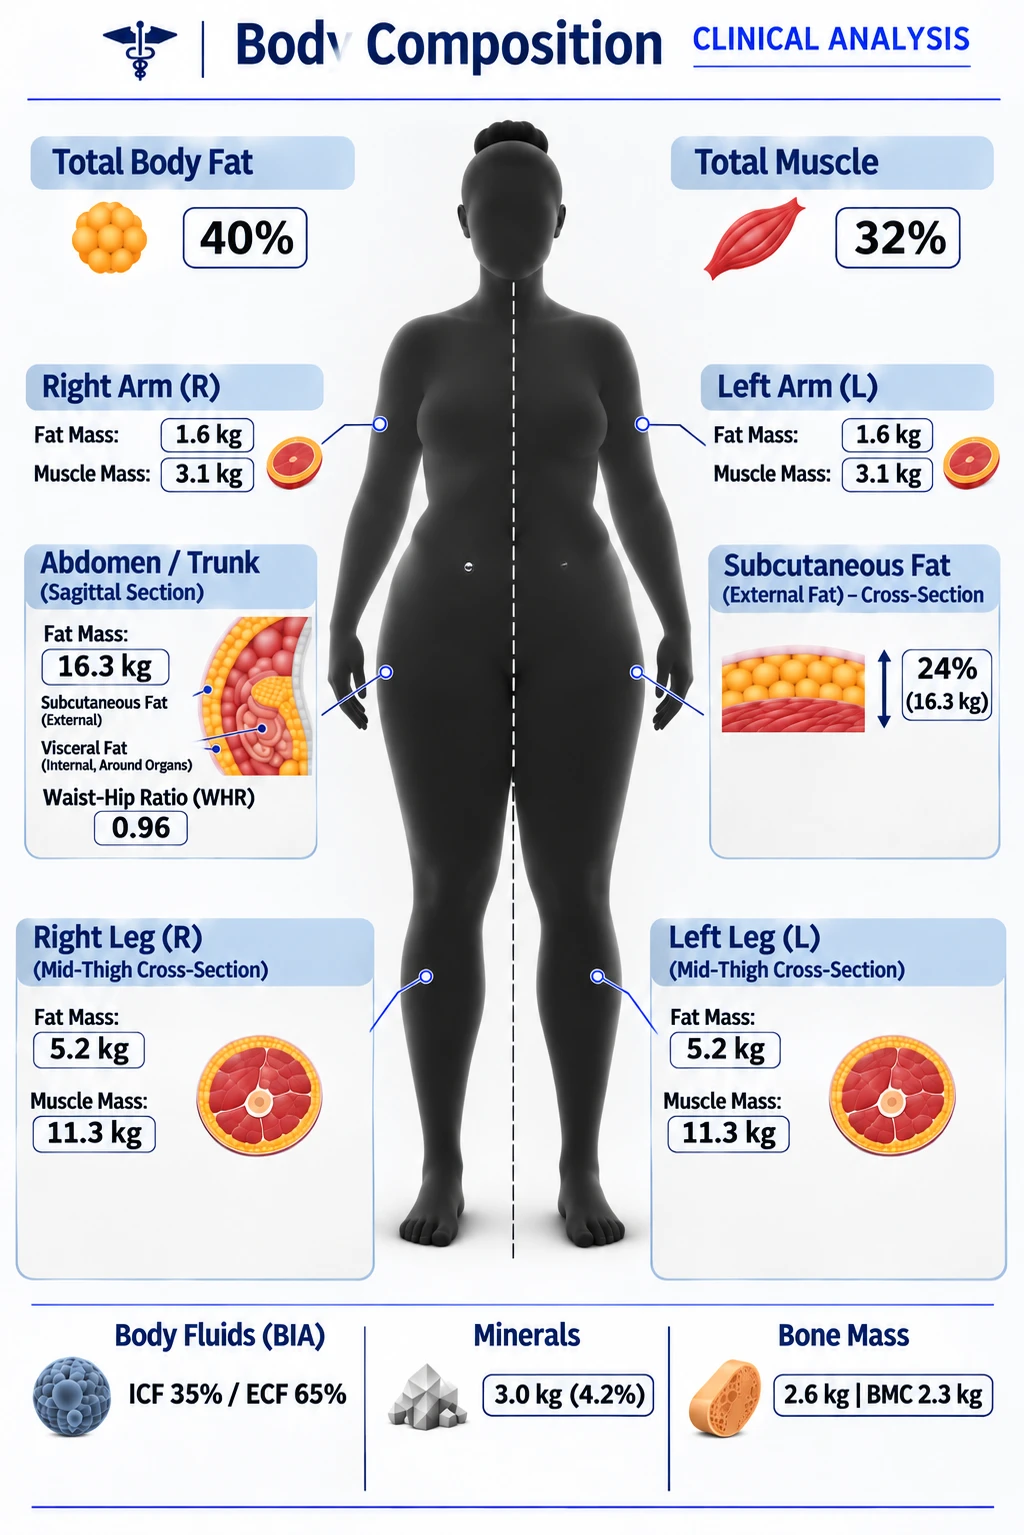 Body Composition
CLINICAL ANALYSIS
Total Body Fat
40%
Total Muscle
32%
Right Arm (R)
Fat Mass: 1.6 kg
Muscle Mass: 3.1 kg
Left Arm (L)
Fat Mass: 1.6 kg
Muscle Mass: 3.1 kg
Abdomen / Trunk
(Sagittal Section)
Fat Mass:
16.3 kg
Subcutaneous Fat
(External)
Visceral Fat
(Internal, Around Organs)
Waist-Hip Ratio (WHR)
0.96
Subcutaneous Fat
(External Fat) – Cross-Section
24%
(16.3 kg)
Right Leg (R)
(Mid-Thigh Cross-Section)
Fat Mass:
5.2 kg
Muscle Mass:
11.3 kg
Left Leg (L)
(Mid-Thigh Cross-Section)
Fat Mass:
5.2 kg
Muscle Mass:
11.3 kg
Body Fluids (BIA)
ICF 35% / ECF 65%
Minerals
3.0 kg (4.2%)
Bone Mass
2.6 kg | BMC 2.3 kg